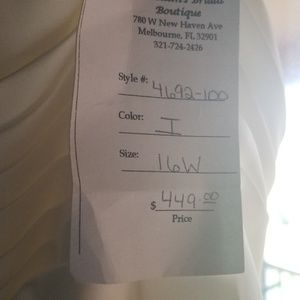 Boutique
780 W New Haven Ave
Melbourne, FL 32901
321-724-2426
Style #: 4692-100
Color: I
Size: 16W
$ 449.00
Price